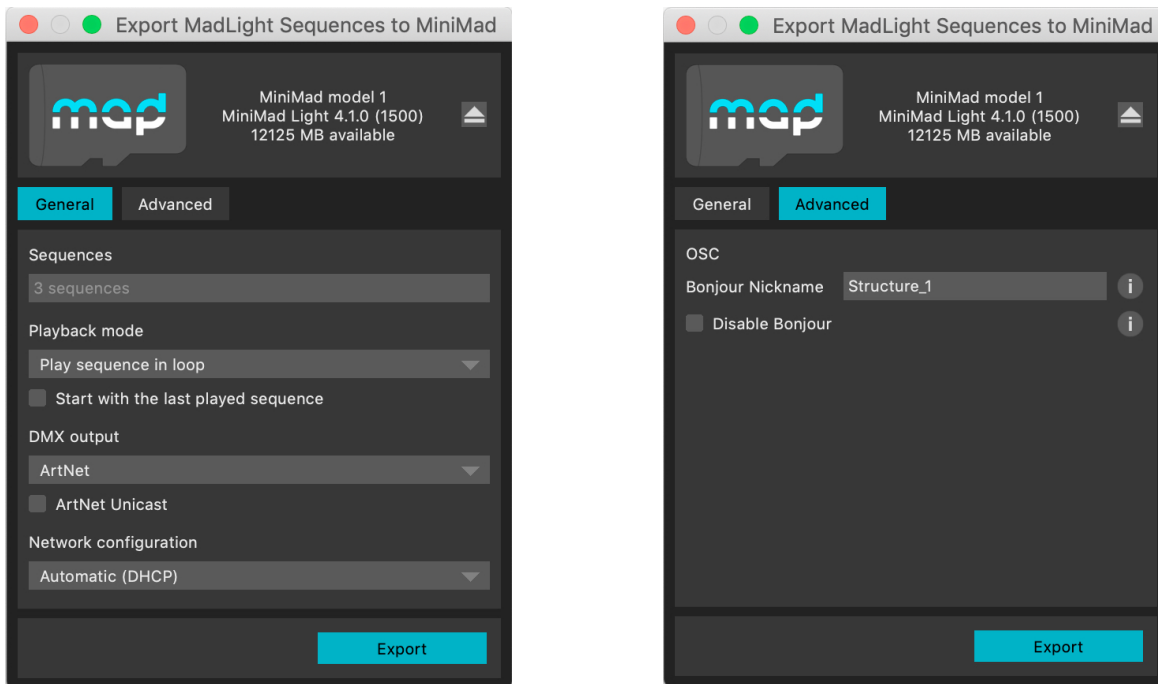 Export MadLight Sequences to MiniMad
mad
MiniMad model 1
MiniMad Light 4.1.0 (1500)
12125 MB available
General
Advanced
Sequences
3 sequences
Playback mode
Play sequence in loop
Start with the last played sequence
DMX output
ArtNet
ArtNet Unicast
Network configuration
Automatic (DHCP)
Export
Export MadLight Sequences to MiniMad
mad
MiniMad model 1
MiniMad Light 4.1.0 (1500)
12125 MB available
General
Advanced
OSC
Bonjour Nickname
Structure_1
i
Disable Bonjour
i
Export